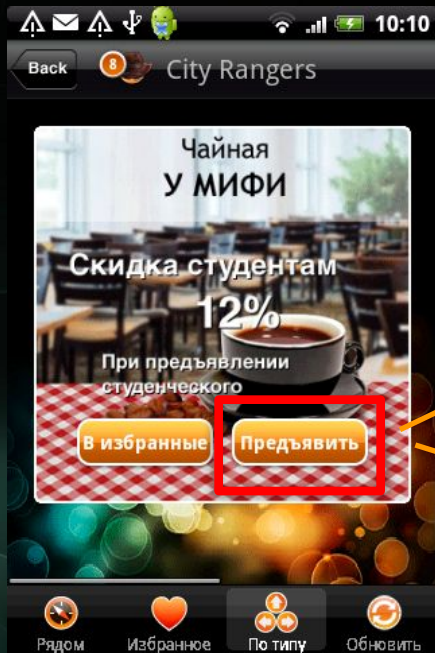 10:10
Back
8
City Rangers
Чайная
У МИФИ
Скидка студентам
12%
При предъявлении
студенческого
В избранные
Предъявить
Рядом
Избранное
По типу
Обновить